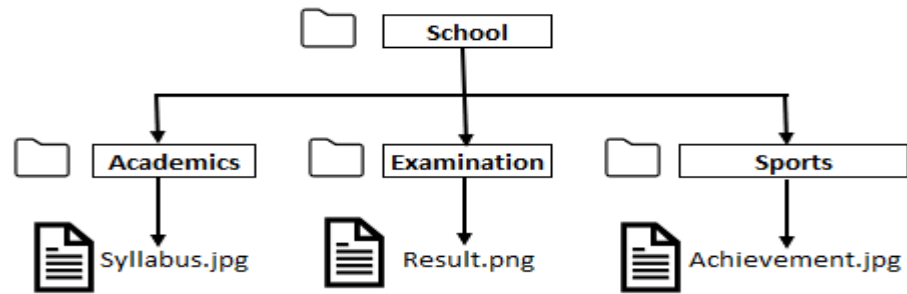 School
Academics
Examination
Sports
Syllabus.jpg
Result.png
Achievement.jpg